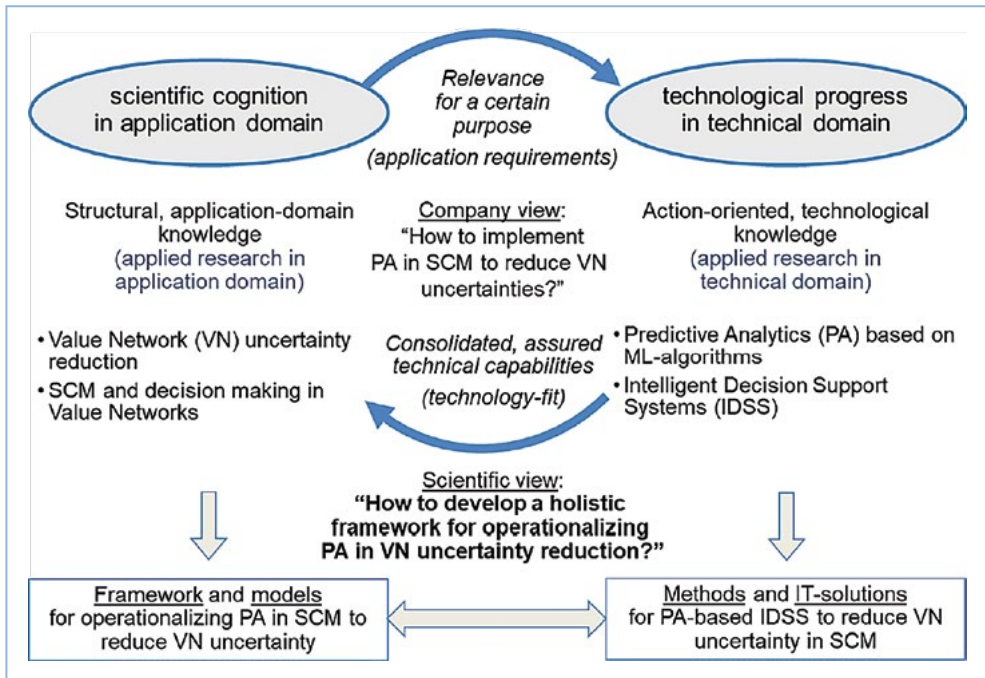 scientific cognition
in application domain
Relevance
for a certain
purpose
(application requirements)
technological progress
in technical domain
Structural, application-domain
knowledge
(applied research in
application domain)
Company view:
“How to implement
PA in SCM to reduce VN
uncertainties?”
Action-oriented, technological
knowledge
(applied research in
technical domain)
• Value Network (VN) uncertainty
reduction
• SCM and decision making in
Value Networks
Consolidated, assured
technical capabilities
(technology-fit)
• Predictive Analytics (PA) based on
ML-algorithms
• Intelligent Decision Support
Systems (IDSS)
Scientific view:
“How to develop a holistic
framework for operationalizing
PA in VN uncertainty reduction?”
Framework and models
for operationalizing PA in SCM to
reduce VN uncertainty
Methods and IT-solutions
for PA-based IDSS to reduce VN
uncertainty in SCM